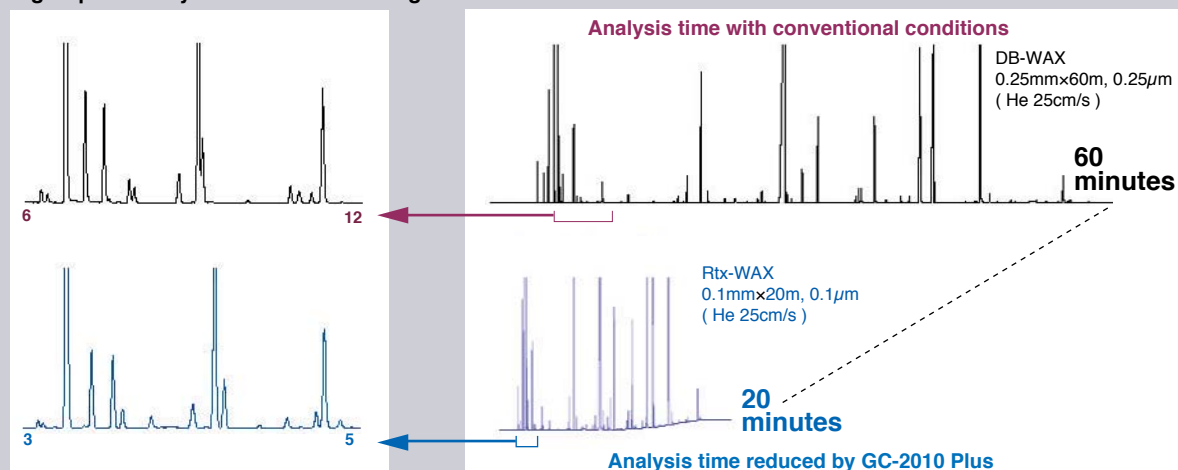 Analysis time with conventional conditions
DB-WAX
0.25mm×60m, 0.25µm
( He 25cm/s )
60
minutes
6
12
Rtx-WAX
0.1mm×20m, 0.1µm
( He 25cm/s )
20
minutes
3
5
Analysis time reduced by GC-2010 Plus